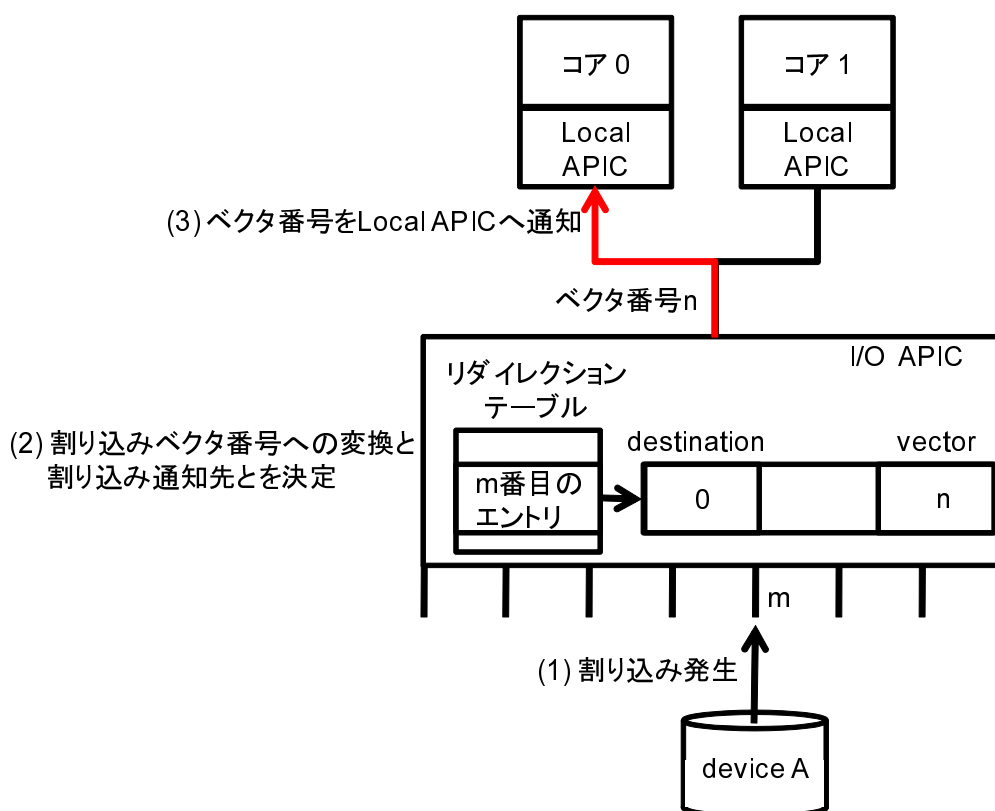 コア 0
コア 1
Local
APIC
Local
APIC
(3) ベクタ番号をLocal APICへ通知
ベクタ番号n
I/O APIC
リダイレクション
テーブル
(2) 割り込みベクタ番号への変換と
割り込み通知先とを決定
destination
vector
m番目の
エントリ
0
n
m
(1) 割り込み発生
device A